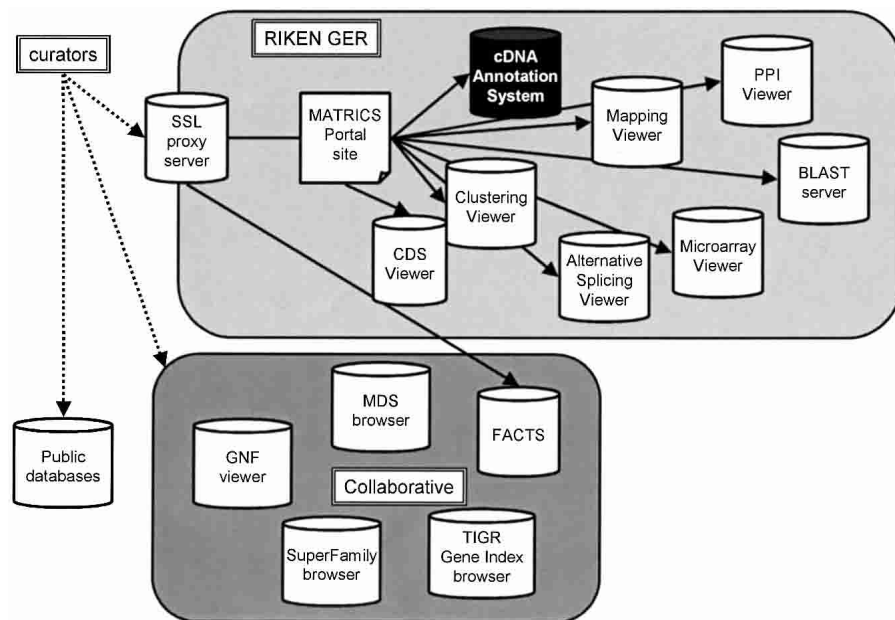 curators
RIKEN GER
SSL
proxy
server
MATRICS
Portal
site
cDNA
Annotation
System
Mapping
Viewer
PPI
Viewer
BLAST
server
Clustering
Viewer
CDS
Viewer
Alternative
Splicing
Viewer
Microarray
Viewer
Public
databases
MDS
browser
FACTS
GNF
viewer
Collaborative
SuperFamily
browser
TIGR
Gene Index
browser